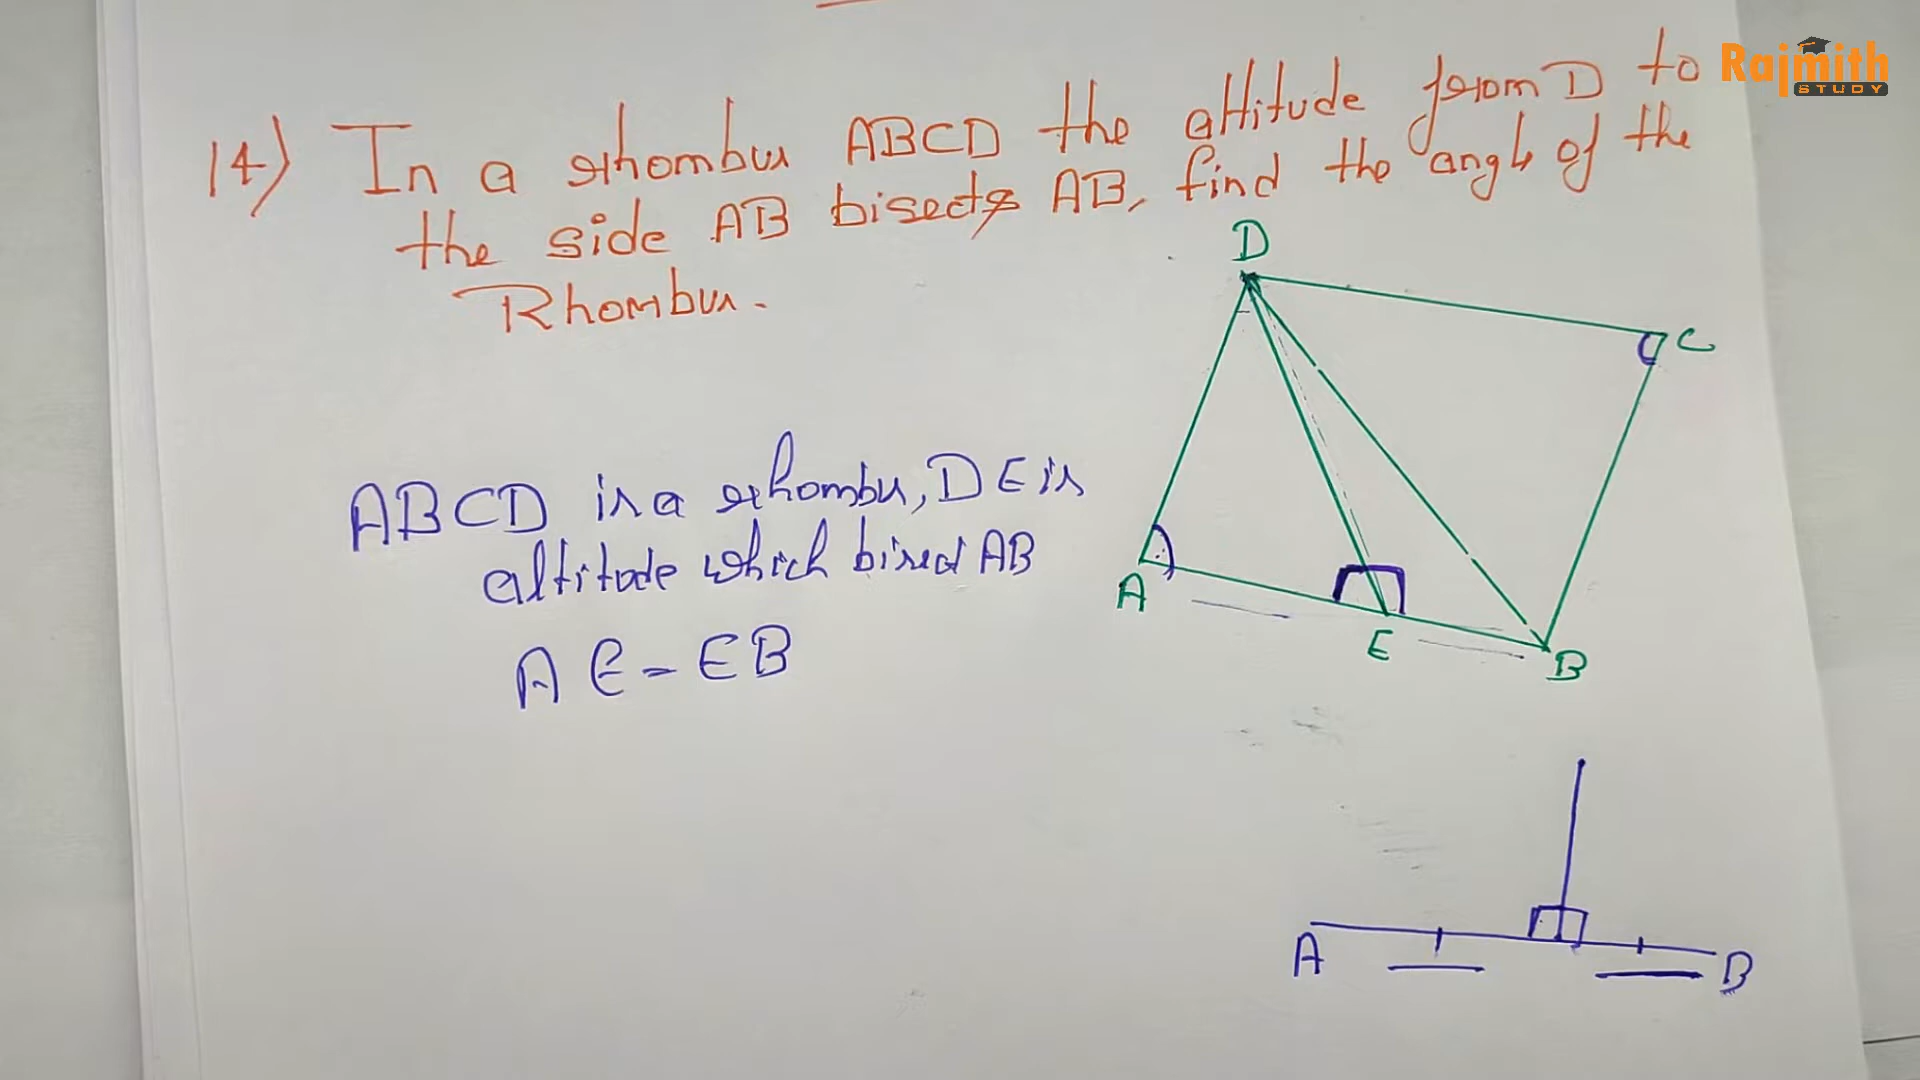 14) In a rhombus ABCD the altitude from D to
the side AB bisects AB, find the angle of the
Rhombus.
ABCD is a rhombus, DE is
altitude which bisect AB
AE = EB
D
C
A
E
B
A
B
Rajmith
STUDY